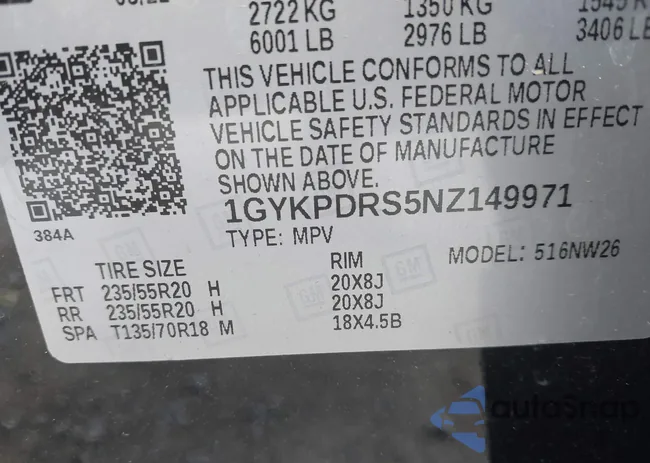 2722 KG 1350 KG
6001 LB 2976 LB 3406 LB
THIS VEHICLE CONFORMS TO ALL
APPLICABLE U.S. FEDERAL MOTOR
VEHICLE SAFETY STANDARDS IN EFFECT
ON THE DATE OF MANUFACTURE
SHOWN ABOVE.
384A
1GYKPDRS5NZ149971
TYPE: MPV
MODEL: 516NW26
TIRE SIZE RIM
FRT 235/55R20 H 20X8J
RR 235/55R20 H 20X8J
SPA T135/70R18 M 18X4.5B
autoSnap